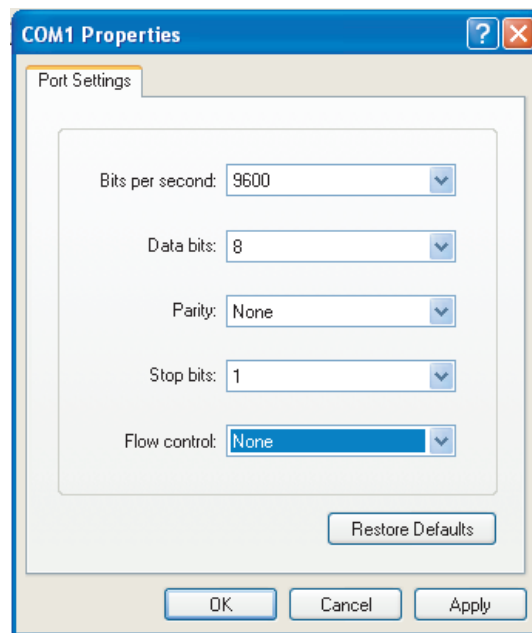 COM1 Properties
Port Settings
Bits per second: 9600
Data bits: 8
Parity: None
Stop bits: 1
Flow control: None
Restore Defaults
OK Cancel Apply